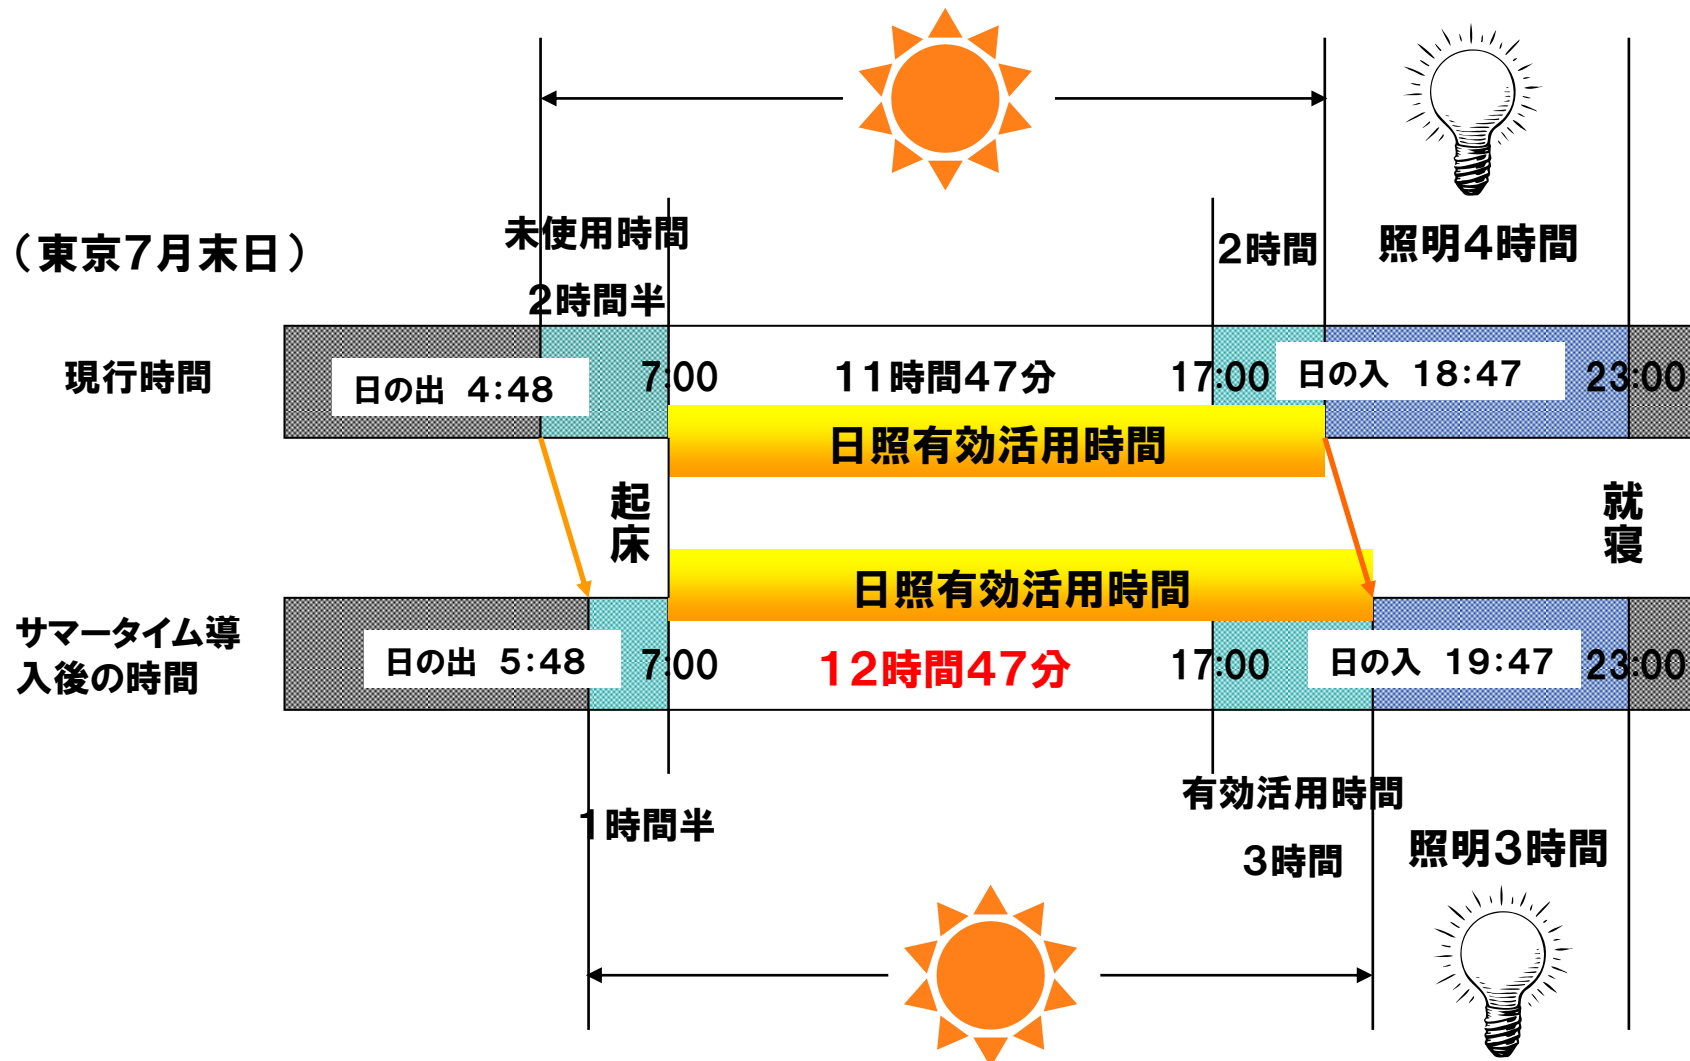 （東京7月末日）
未使用時間
2時間半
2時間
照明4時間
現行時間
日の出 4:48
7:00
11時間47分
17:00
日の入 18:47
23:00
日照有効活用時間
起床
就寝
日照有効活用時間
サマータイム導
入後の時間
日の出 5:48
7:00
12時間47分
17:00
日の入 19:47
23:00
1時間半
有効活用時間
3時間
照明3時間